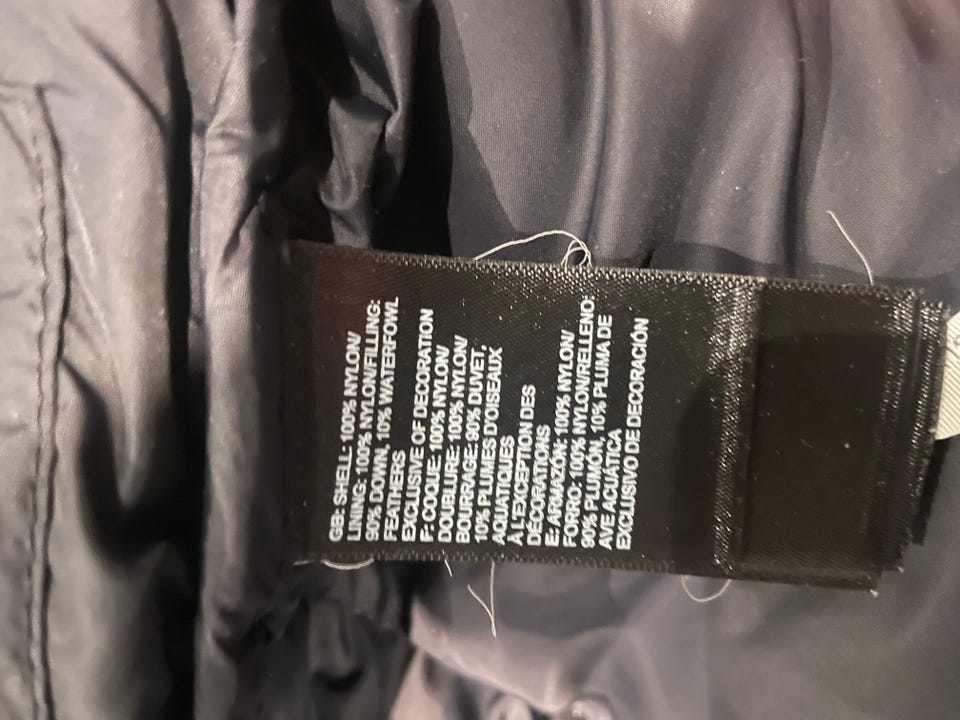 GB: SHELL: 100% NYLON/
LINING: 100% NYLON/FILLING:
90% DOWN, 10% WATERFOWL
FEATHERS
EXCLUSIVE OF DECORATION
F: COQUE: 100% NYLON/
DOUBLURE: 100% NYLON/
BOURRAGE:90% DUVET,
10% PLUMES D'OISEAUX
AQUATIQUES
À L'EXCEPTION DES
DÉCORATIONS
E: ARMAZÓN: 100% NYLON/
FORRO: 100% NYLON/RELLENO:
90% PLUMÓN, 10% PLUMA DE
AVE ACUÁTICA
EXCLUSIVO DE DECORACIÓN